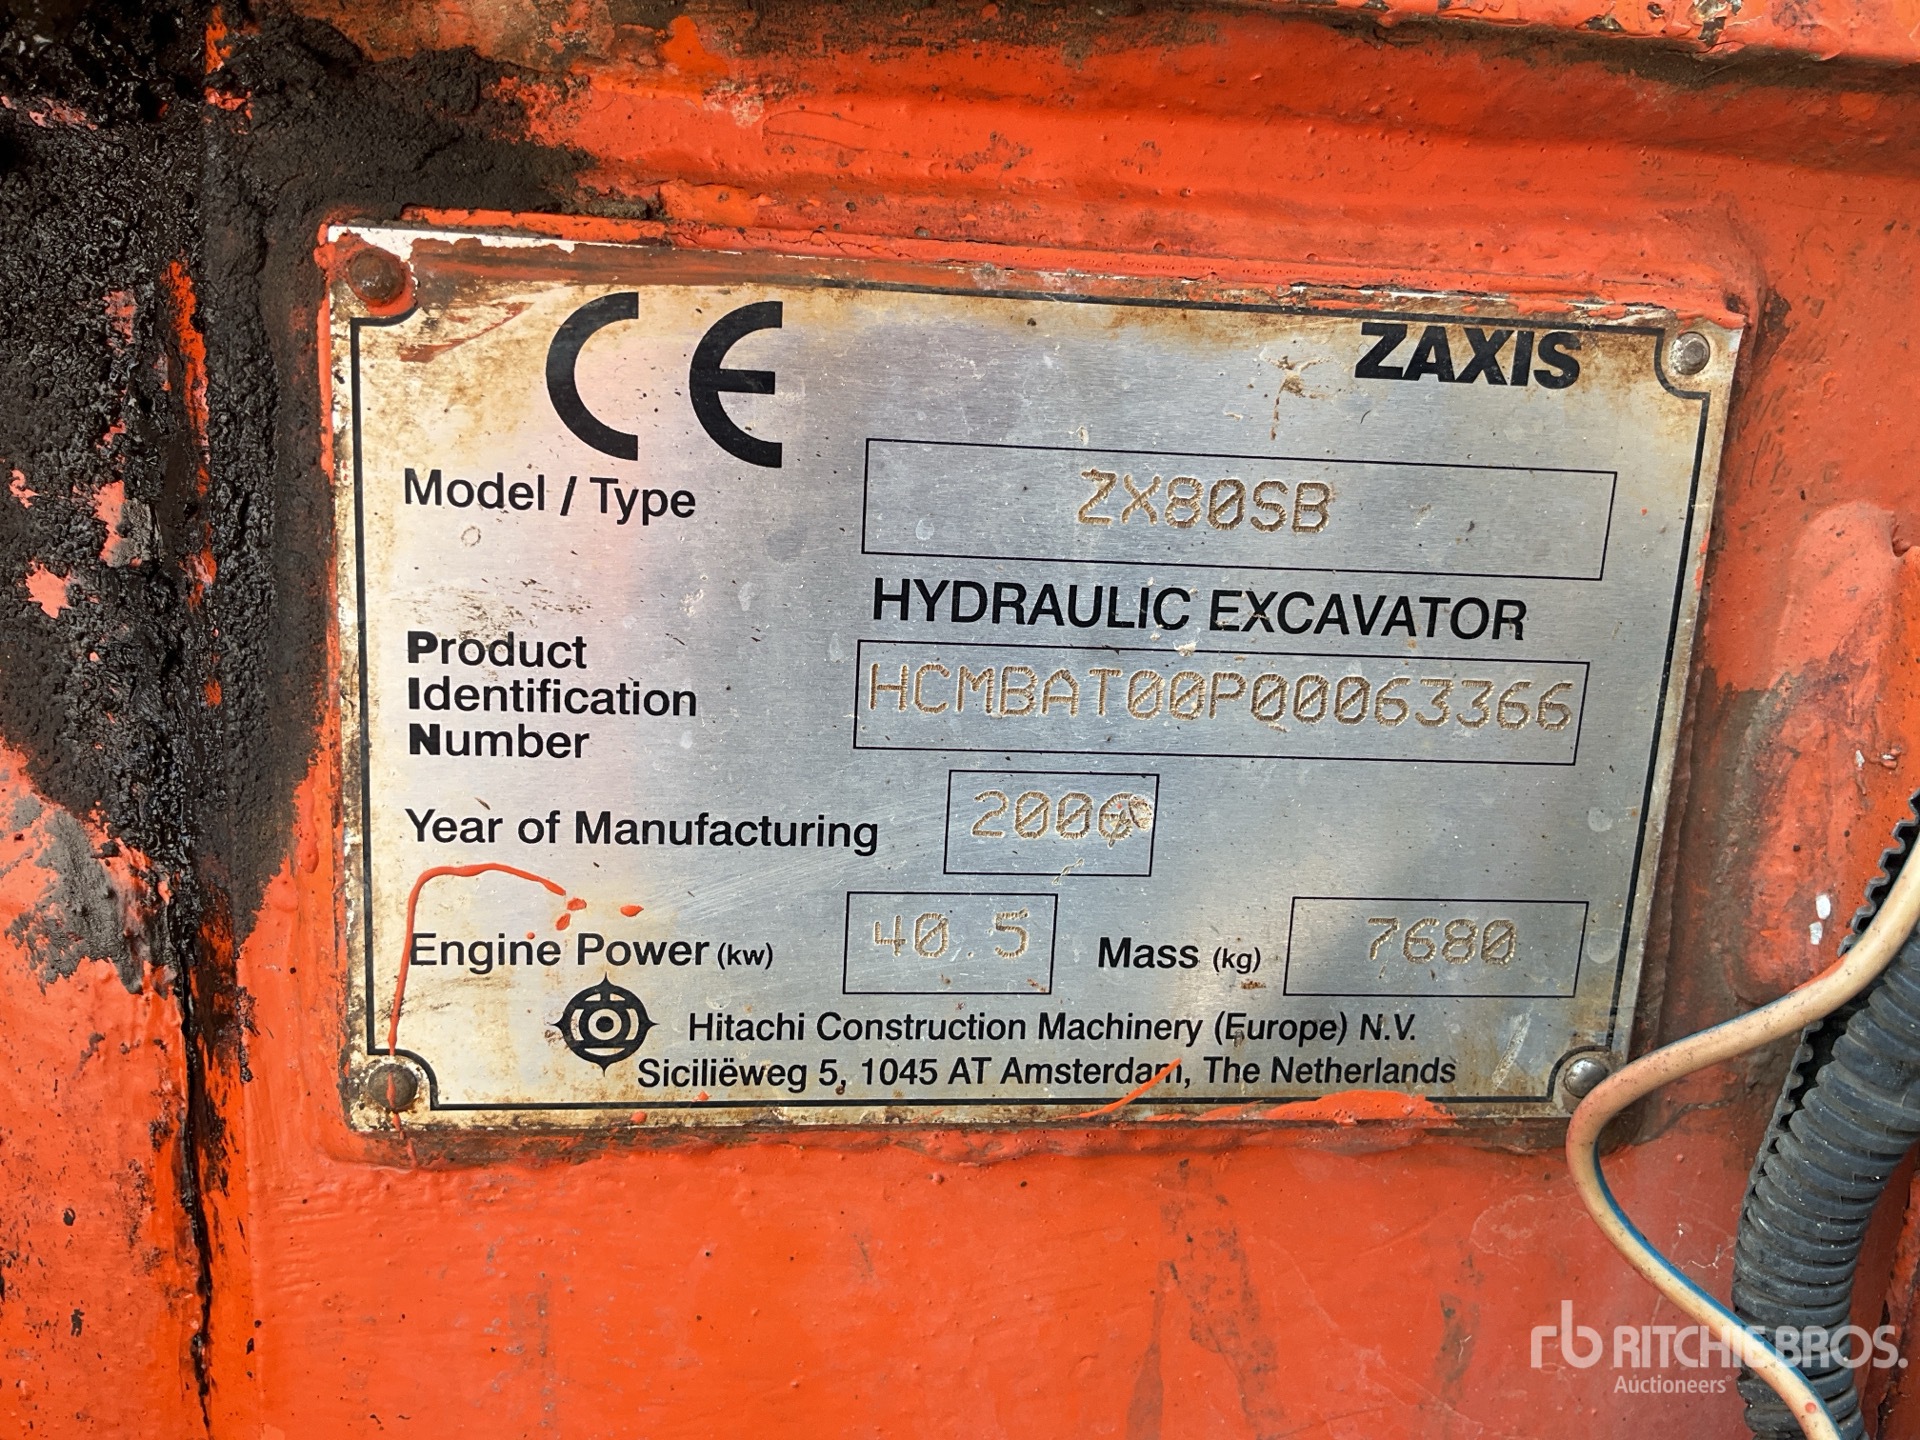 CE
ZAXIS
Model / Type
ZX80SB
HYDRAULIC EXCAVATOR
Product
Identification
Number
HCMBAT00P00063366
Year of Manufacturing
Engine Power (kw)
40.5
Mass (kg)
7680
Hitachi Construction Machinery (Europe) N.V.
Siciliëweg 5, 1045 AT Amsterdam, The Netherlands
rb RITCHIE BROS.
Auctioneers